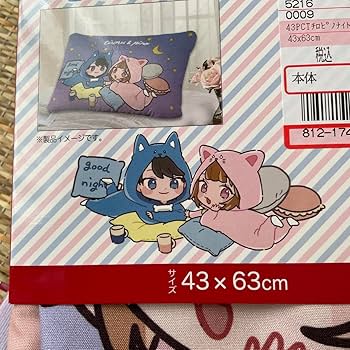 5216
0009
43PCTﾁﾛﾋﾟﾉﾅｲﾄ
43x63cm
税込
本体
812-174
※製品イメージです。
good
night
サイズ 43×63cm